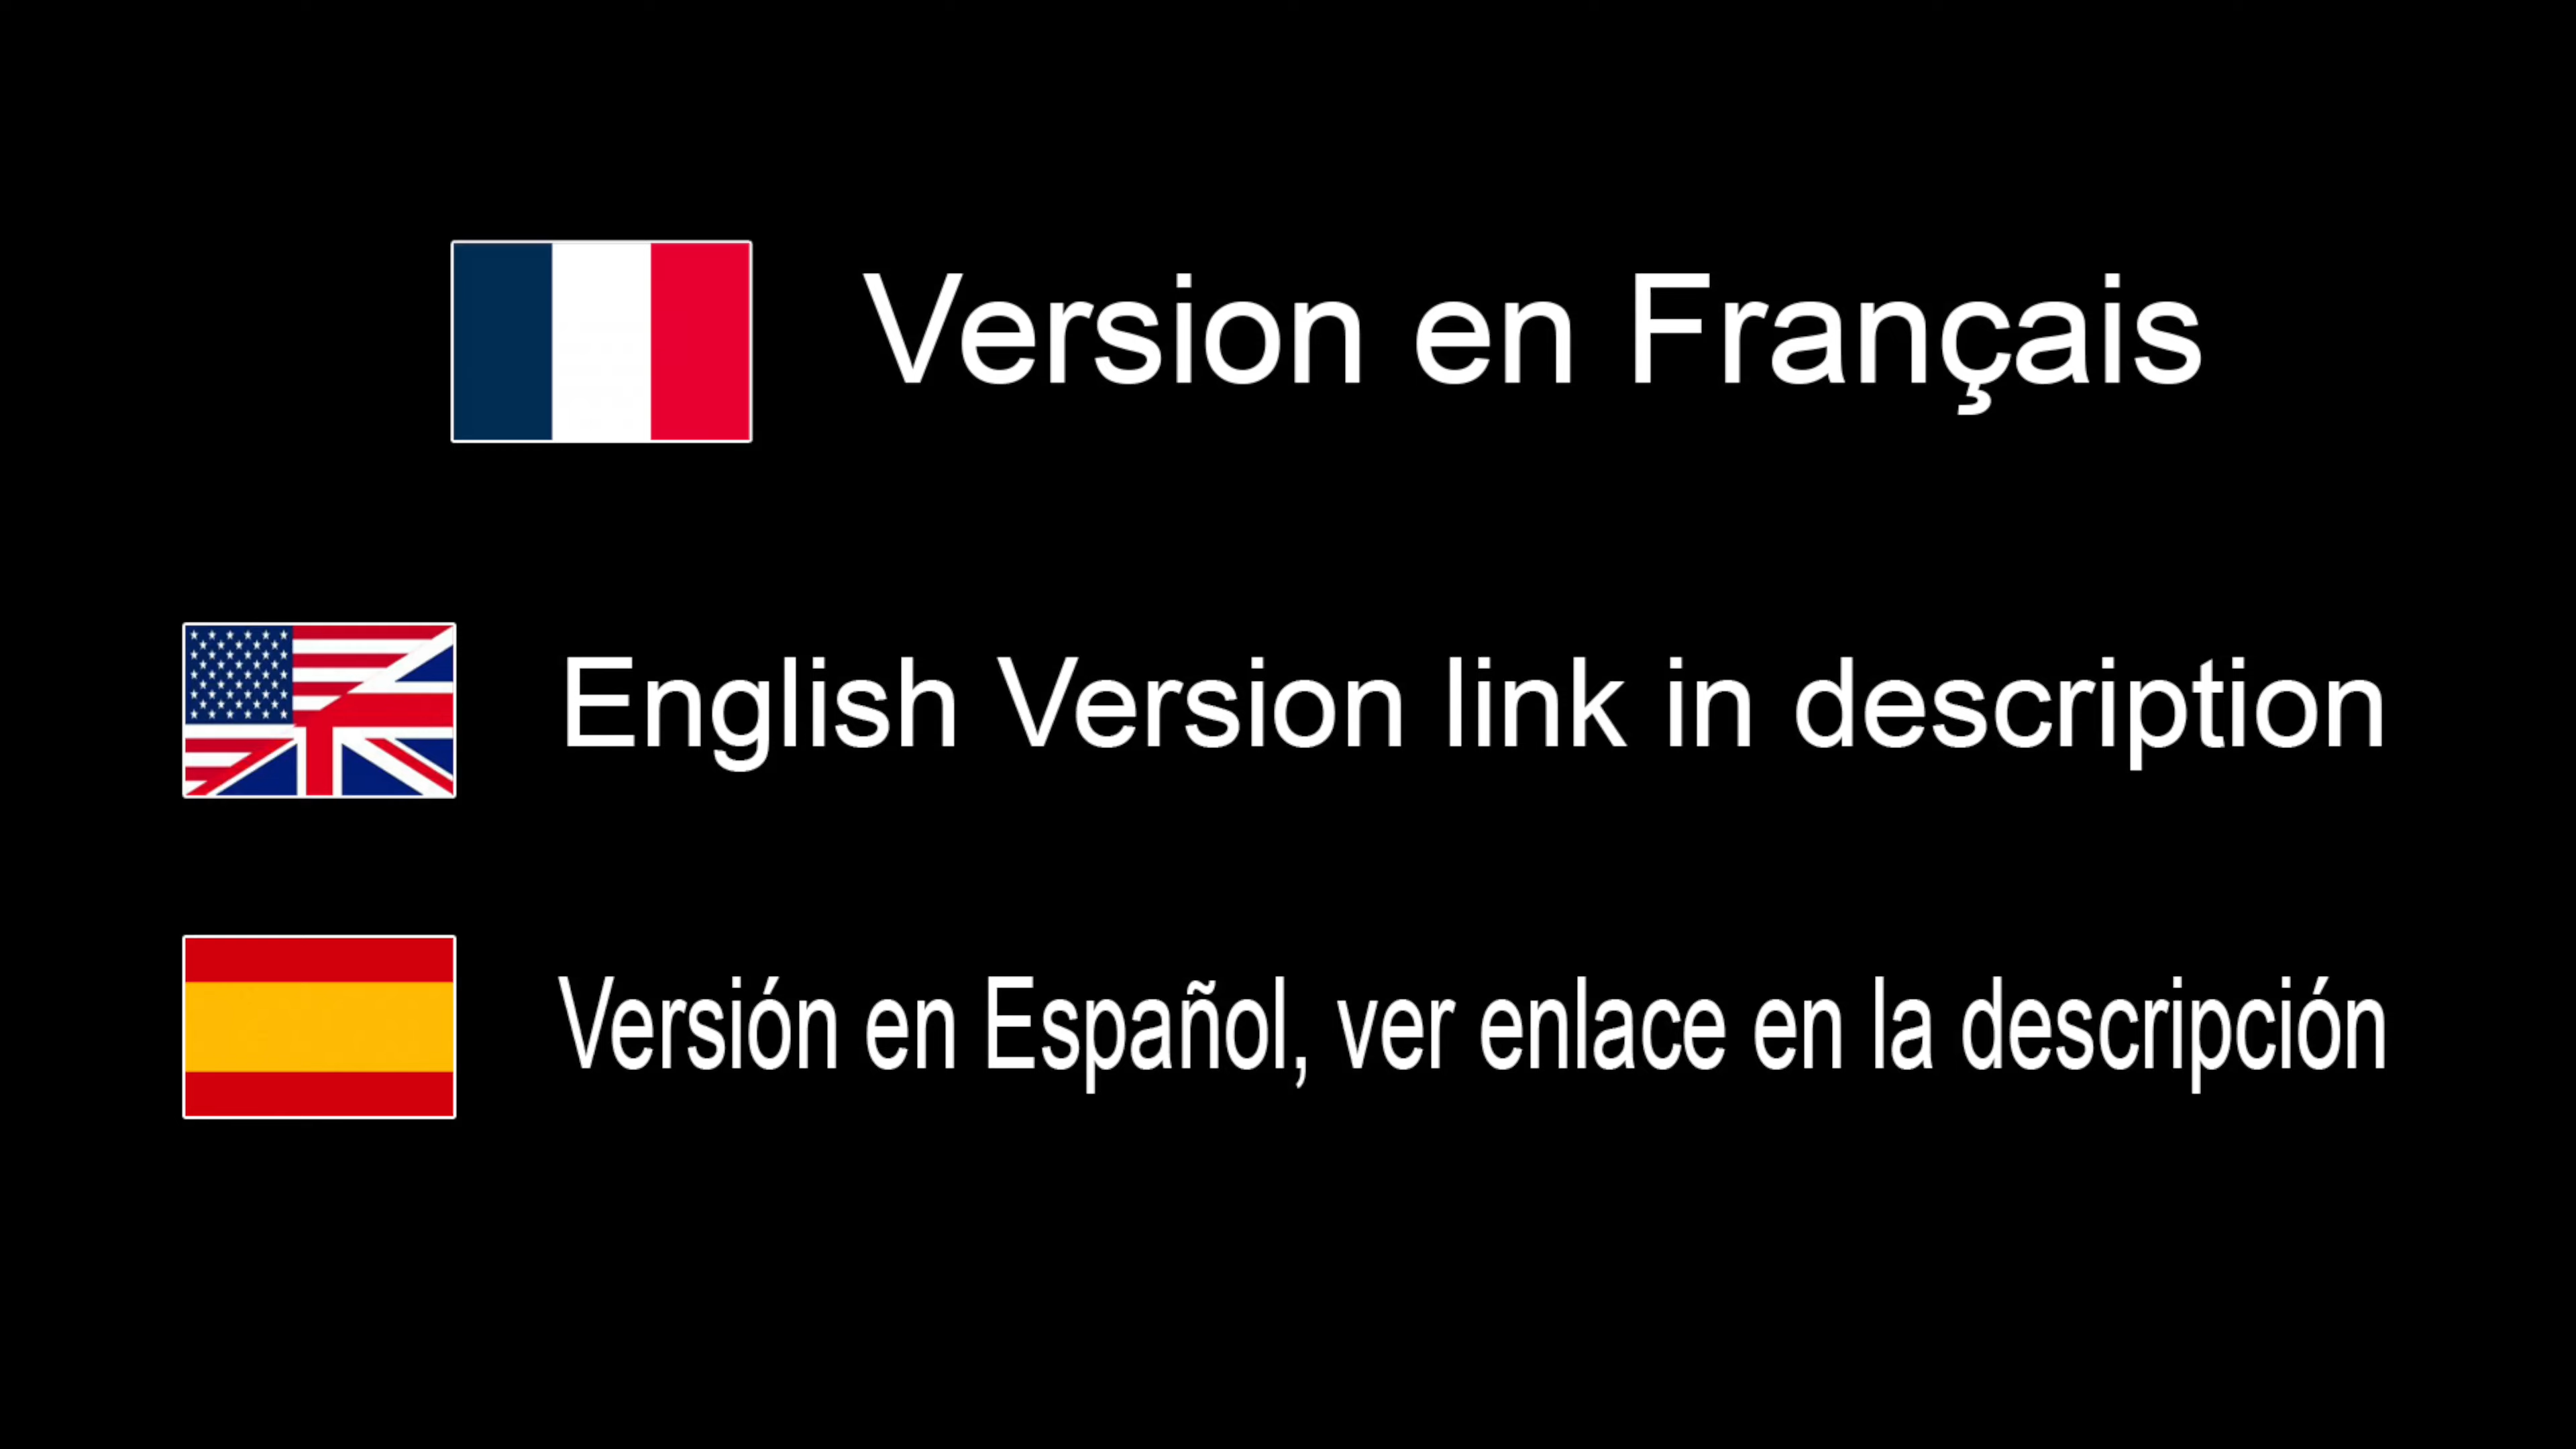 Version en Français
English Version link in description
Versión en Español, ver enlace en la descripción